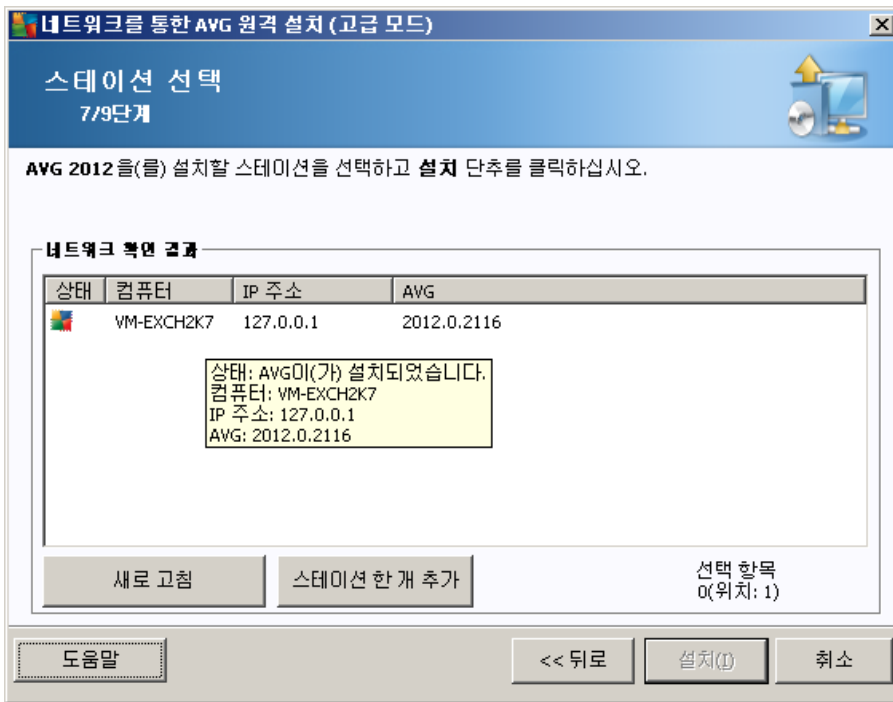 네트워크를 통한 AVG 원격 설치 (고급 모드)
스테이션 선택
7/9단계
AVG 2012을(를) 설치할 스테이션을 선택하고 설치 단추를 클릭하십시오.
네트워크 확인 결과
상태 컴퓨터 IP 주소 AVG
VM-EXCH2K7 127.0.0.1 2012.0.2116
상태: AVG이(가) 설치되었습니다.
컴퓨터: VM-EXCH2K7
IP 주소: 127.0.0.1
AVG: 2012.0.2116
새로 고침 스테이션 한 개 추가
선택 항목
0(위치: 1)
도움말 << 뒤로 설치(I) 취소